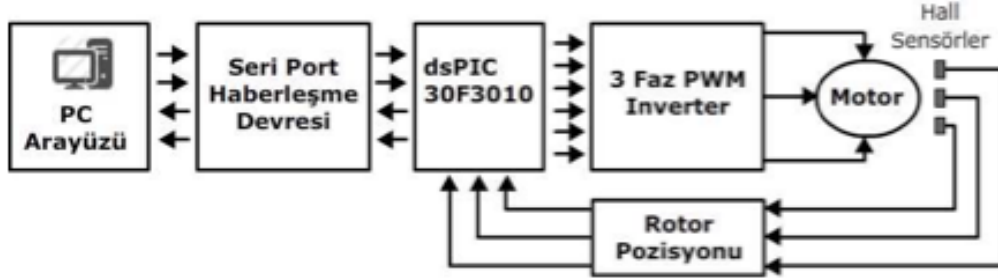 PC
Arayüzü
Seri Port
Haberleşme
Devresi
dsPIC
30F3010
3 Faz PWM
Inverter
Motor
Hall
Sensörler
Rotor
Pozisyonu